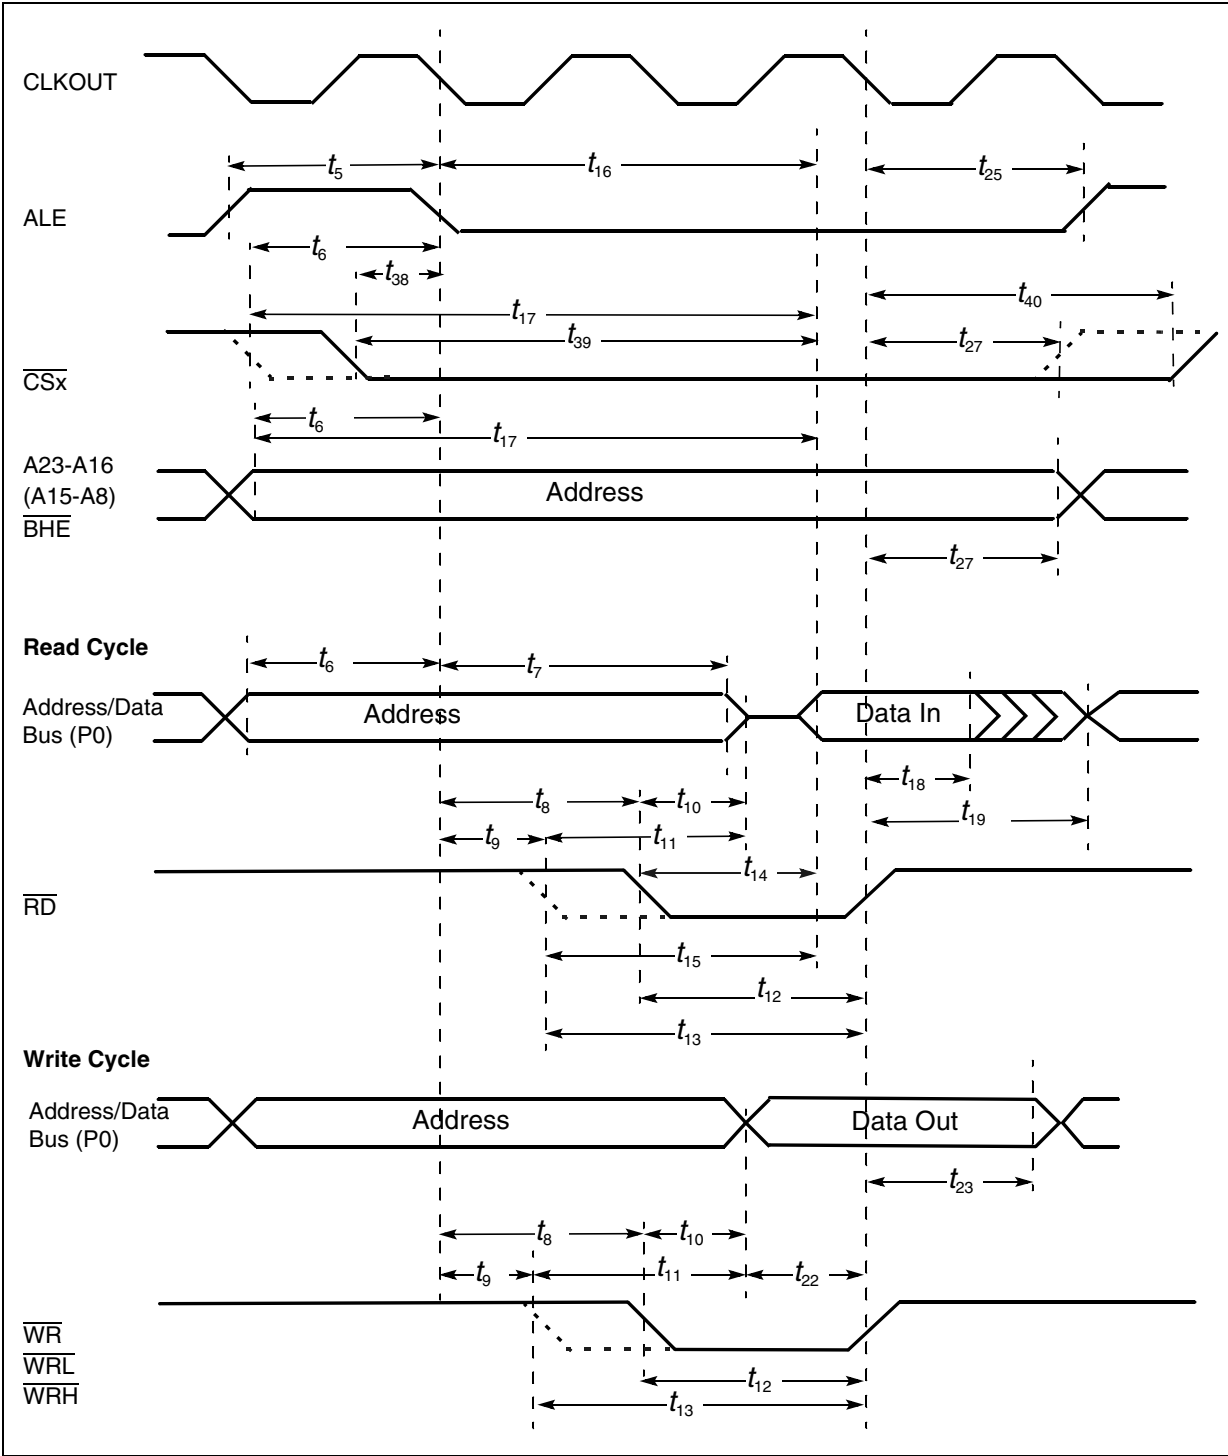 CLKOUT
t5 t16 t25
ALE
t6
t38
t40
t17
t39 t27
CSx
t6
t17
A23-A16
(A15-A8) Address
BHE
t27
Read Cycle
t6 t7
Address/Data
Bus (P0)
Address Data In
t18
t8 t10
t19
t9 t11
t14
RD
t15
t12
t13
Write Cycle
Address/Data
Bus (P0)
Address Data Out
t23
t8 t10
t9 t11 t22
WR
WRL
WRH
t12
t13